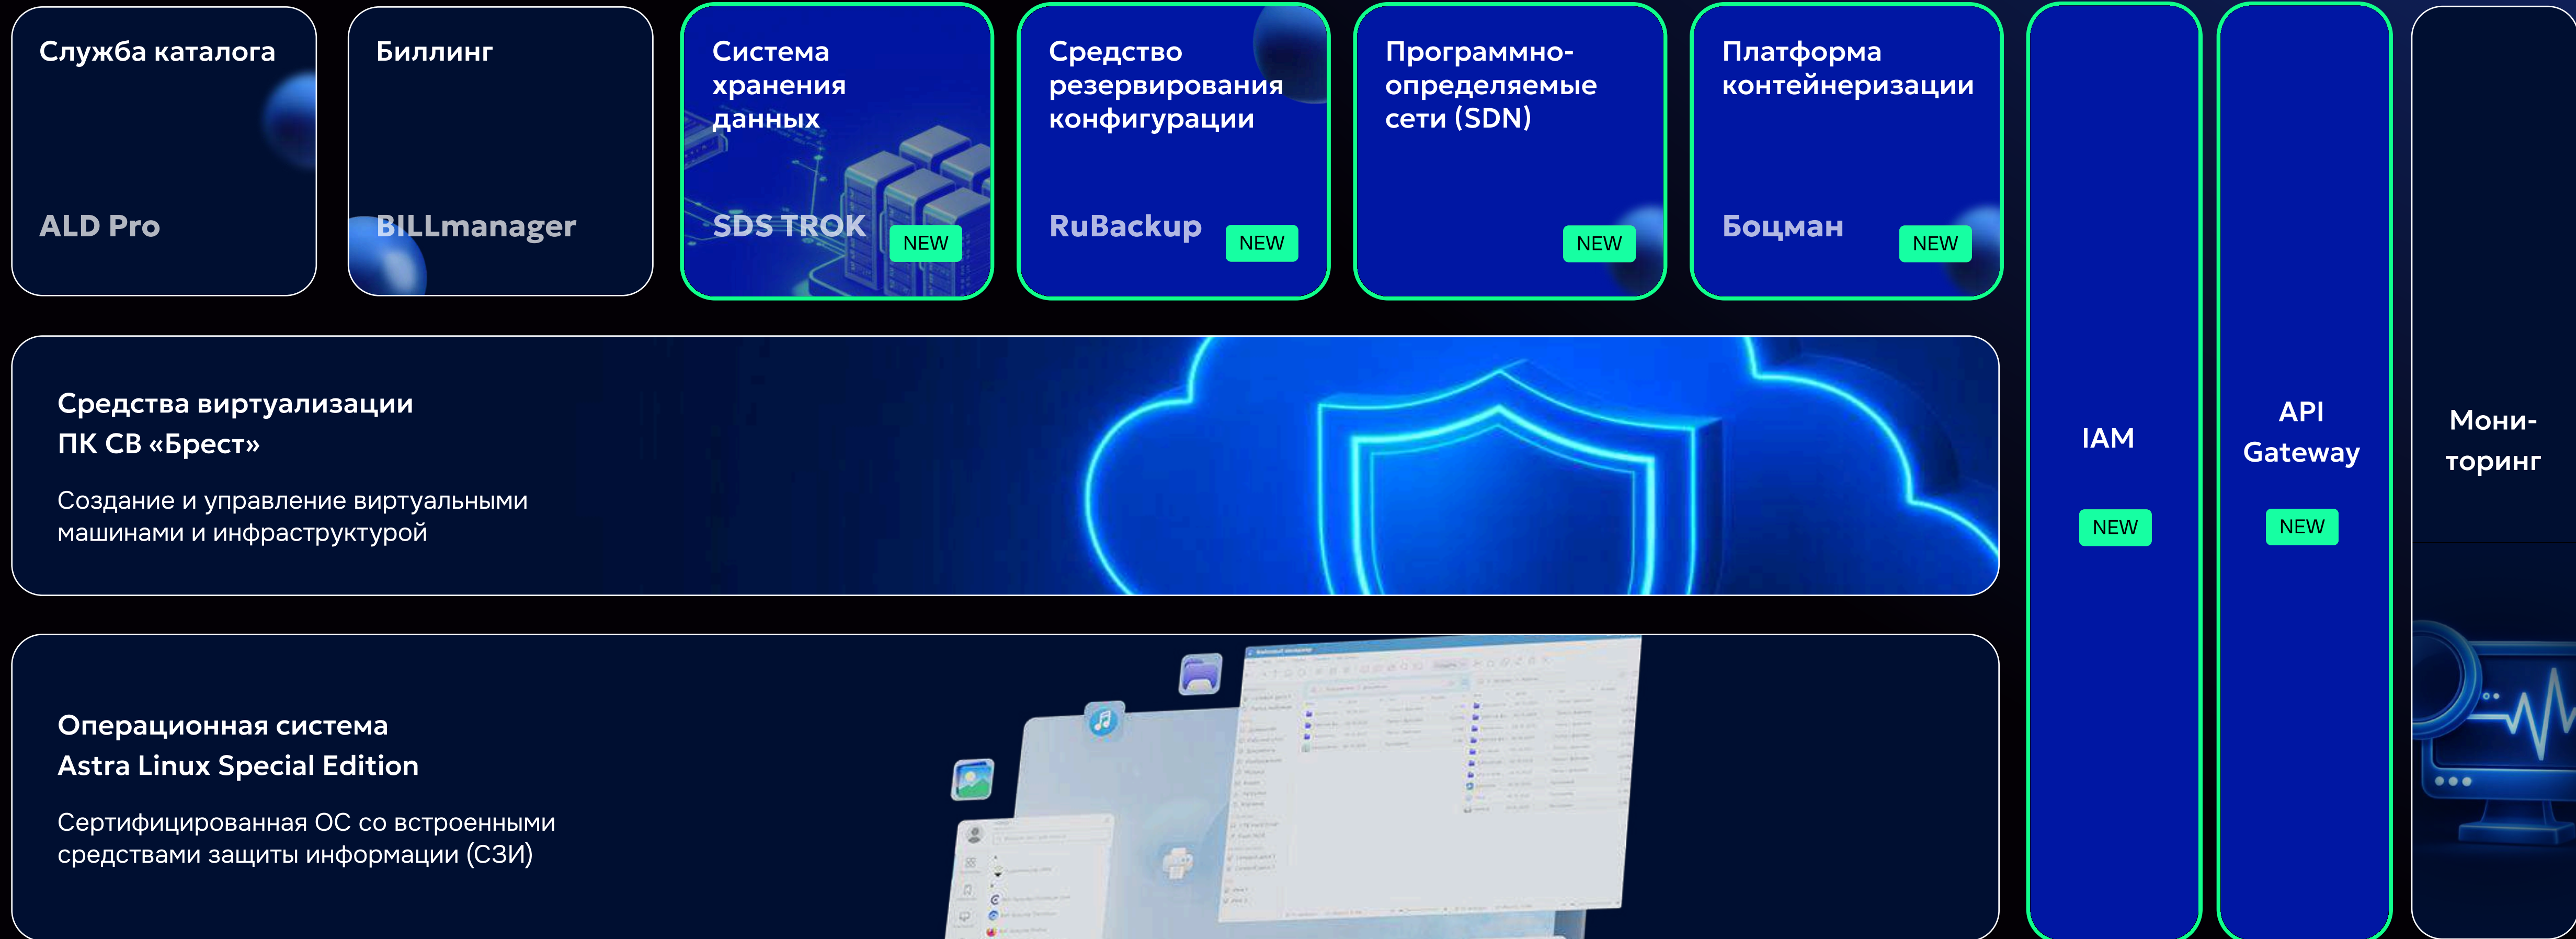 Служба каталога
ALD Pro
Биллинг
BILLmanager
Система
хранения
данных
SDS TROK
NEW
Средство
резервирования
конфигурации
RuBackup
NEW
Программно-
определяемые
сети (SDN)
NEW
Платформа
контейнеризации
Боцман
NEW
Средства виртуализации
ПК СВ «Брест»
Создание и управление виртуальными
машинами и инфраструктурой
Операционная система
Astra Linux Special Edition
Сертифицированная ОС со встроенными
средствами защиты информации (СЗИ)
IAM
NEW
API
Gateway
NEW
Мони-
торинг